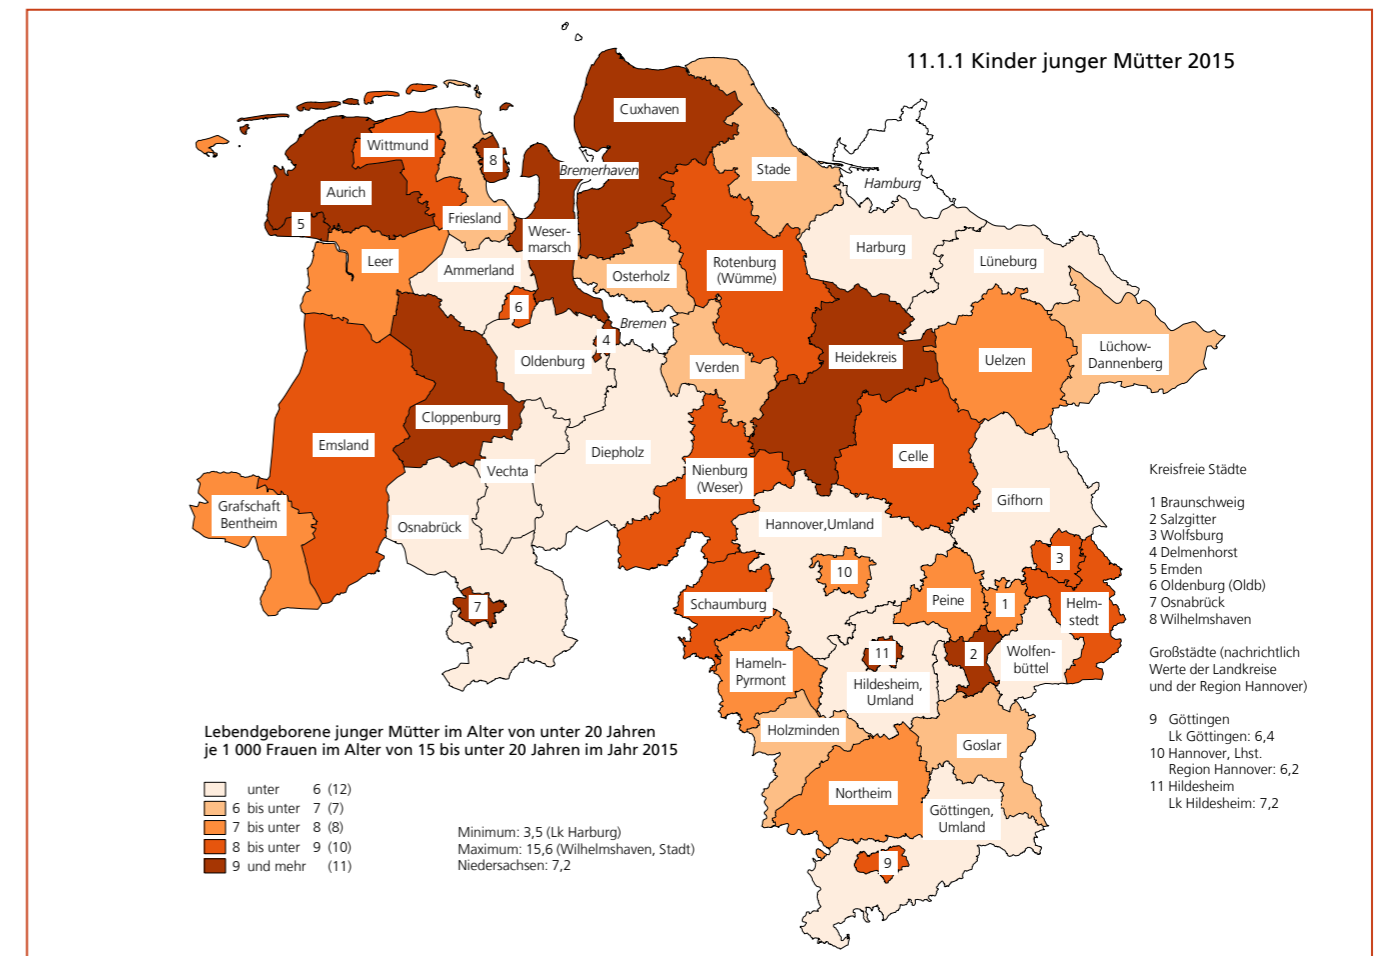 11.1.1 Kinder junger Mütter 2015
Cuxhaven
Wittmund
8
Bremerhaven
Stade
Hamburg
Aurich
5
Friesland
Weser-
marsch
Harburg
Lüneburg
Leer
Ammerland
Osterholz
Rotenburg
(Wümme)
6
Bremen
4
Oldenburg
Verden
Heidekreis
Uelzen
Lüchow-
Dannenberg
Cloppenburg
Emsland
Diepholz
Celle
Vechta
Nienburg
(Weser)
Gifhorn
Grafschaft
Bentheim
Osnabrück
Hannover,Umland
3
10
7
Schaumburg
Peine
1
Helm-
stedt
11
2
Wolfen-
büttel
Hameln-
Pyrmont
Hildesheim,
Umland
Holzminden
Goslar
Northeim
Göttingen,
Umland
9
Kreisfreie Städte
1 Braunschweig
2 Salzgitter
3 Wolfsburg
4 Delmenhorst
5 Emden
6 Oldenburg (Oldb)
7 Osnabrück
8 Wilhelmshaven
Großstädte (nachrichtlich
Werte der Landkreise
und der Region Hannover)
9 Göttingen
Lk Göttingen: 6,4
10 Hannover, Lhst.
Region Hannover: 6,2
11 Hildesheim
Lk Hildesheim: 7,2
Lebendgeborene junger Mütter im Alter von unter 20 Jahren
je 1 000 Frauen im Alter von 15 bis unter 20 Jahren im Jahr 2015
unter 6 (12)
6 bis unter 7 (7)
7 bis unter 8 (8)
8 bis unter 9 (10)
9 und mehr (11)
Minimum: 3,5 (Lk Harburg)
Maximum: 15,6 (Wilhelmshaven, Stadt)
Niedersachsen: 7,2